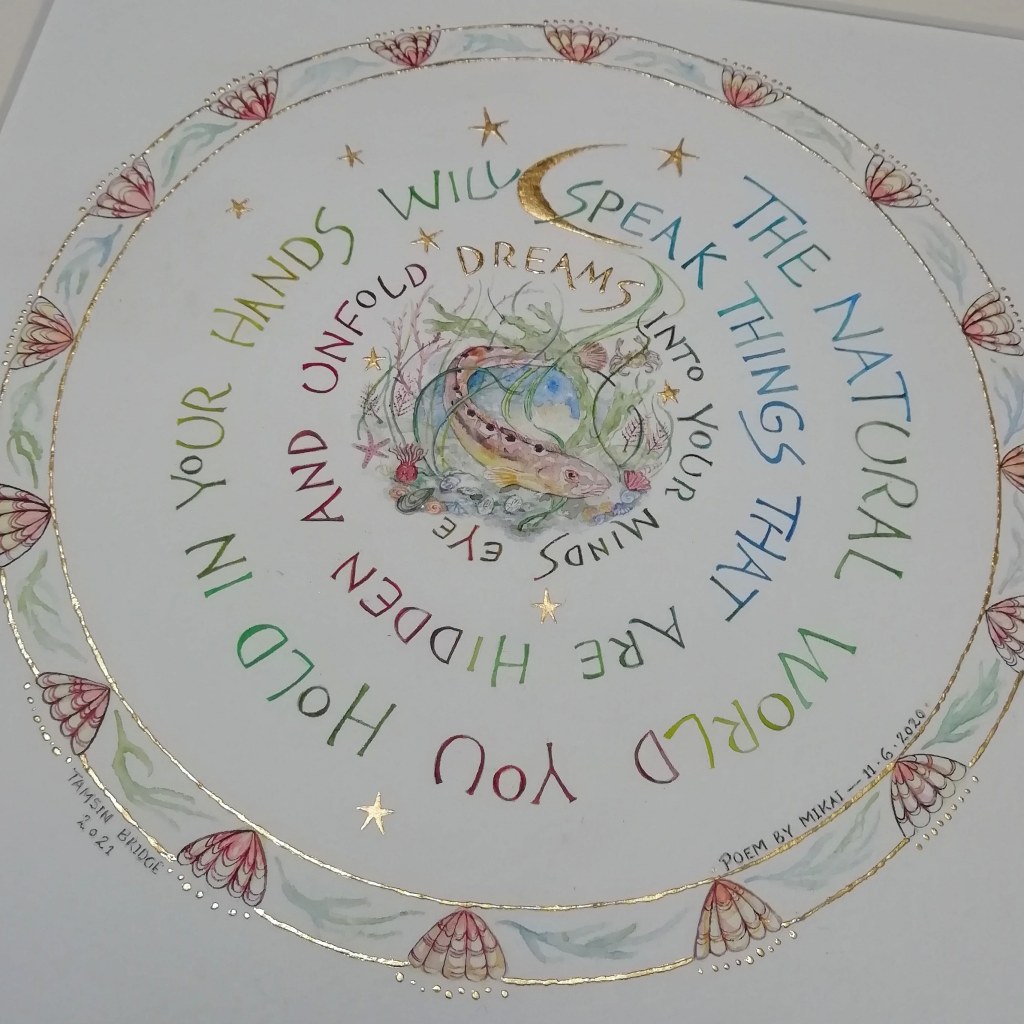 THE NATURAL WORLD YOU HOLD IN YOUR HANDS WILL SPEAK THINGS THAT ARE HIDDEN AND UNFOLD DREAMS INTO YOUR MINDS EYE
POEM BY MIKAI — 11.6.2020.
TAMSIN BRIDGE
2021